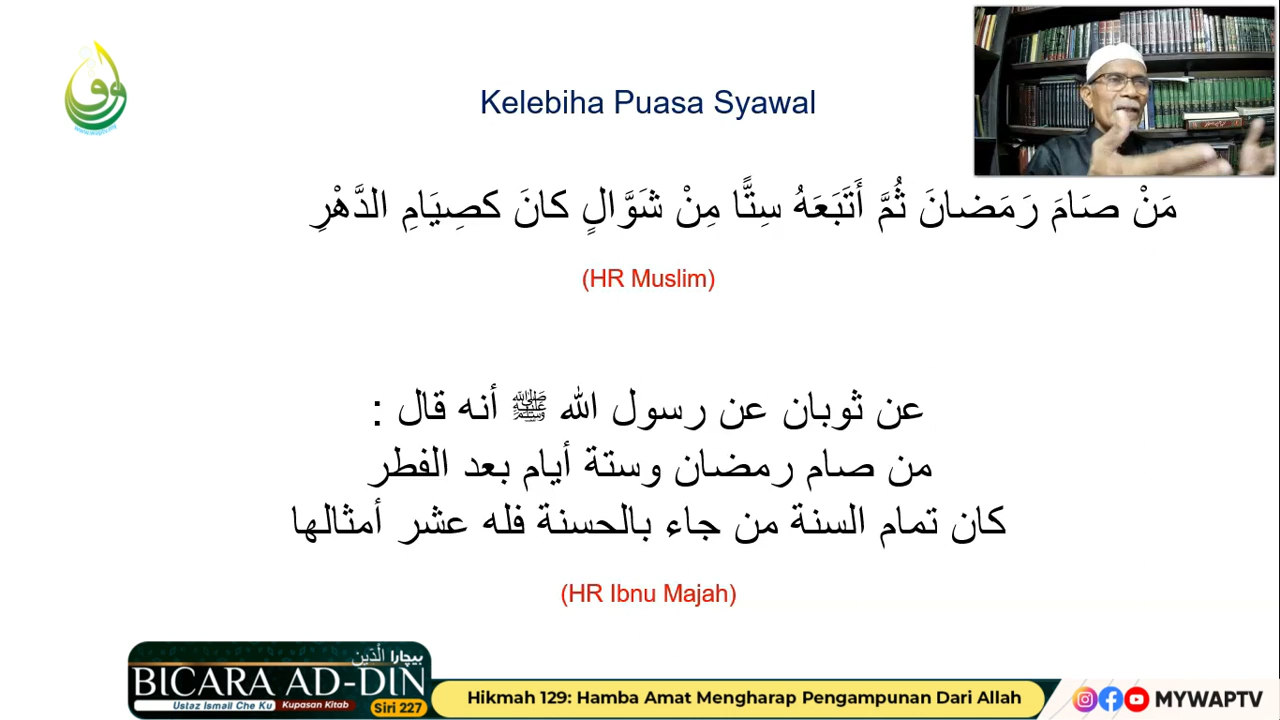 Kelebiha Puasa Syawal
مَنْ صَامَ رَمَضانَ ثُمَّ أَتَبَعَهُ سِتًّا مِنْ شَوَّالٍ كانَ كصِيَامِ الدَّهْرِ
(HR Muslim)
عن ثوبان عن رسول الله ﷺ أنه قال :
من صام رمضان وستة أيام بعد الفطر
كان تمام السنة من جاء بالحسنة فله عشر أمثالها
(HR Ibnu Majah)
بيچارا الدّين
BICARA AD-DIN
Ustaz Ismail Che Ku Kupasan Kitab Siri 227
Hikmah 129: Hamba Amat Mengharap Pengampunan Dari Allah
MYWAPTV